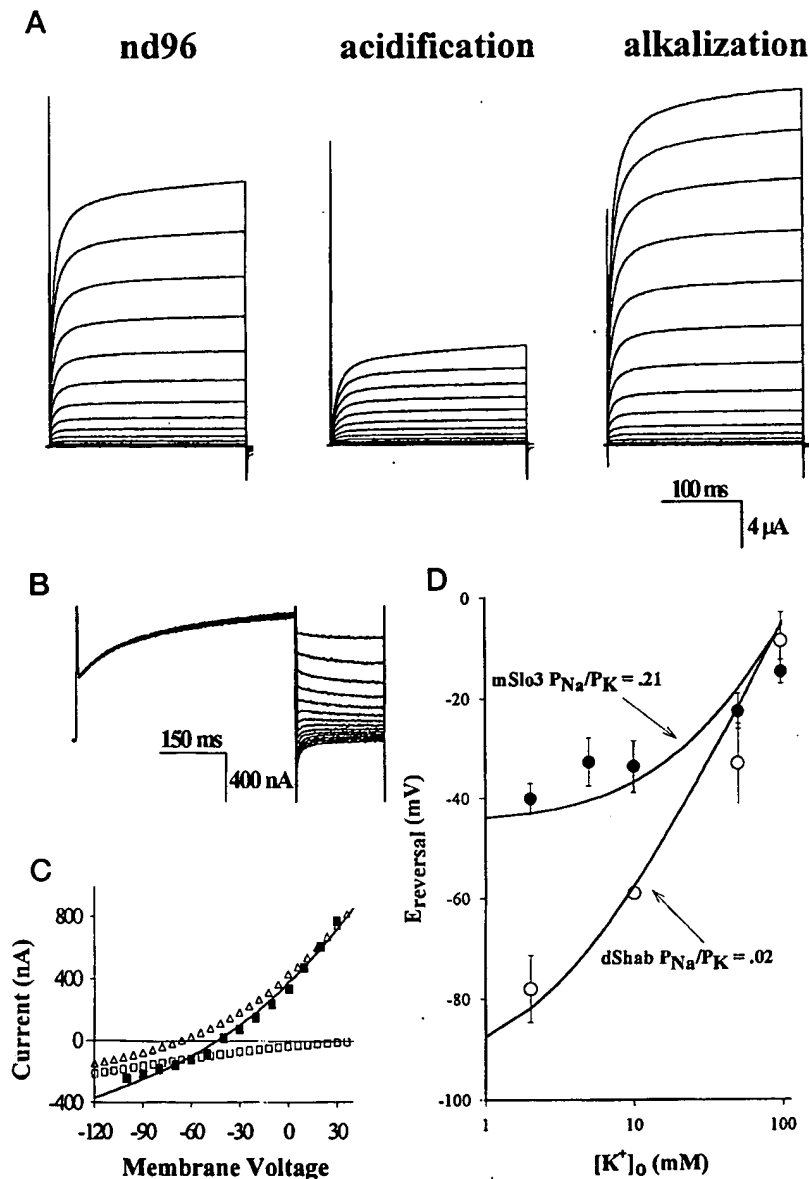 A
nd96 acidification alkalization
100 ms
4 μA
B
150 ms
400 nA
C
800
400
0
-400
Current (nA)
-120 -90 -60 -30 0 30
Membrane Voltage
D
0
-20
-40
-60
-80
-100
Ereversal (mV)
mSlo3 PNa/PK = .21
dShab PNa/PK = .02
1 10 100
[K+]o (mM)